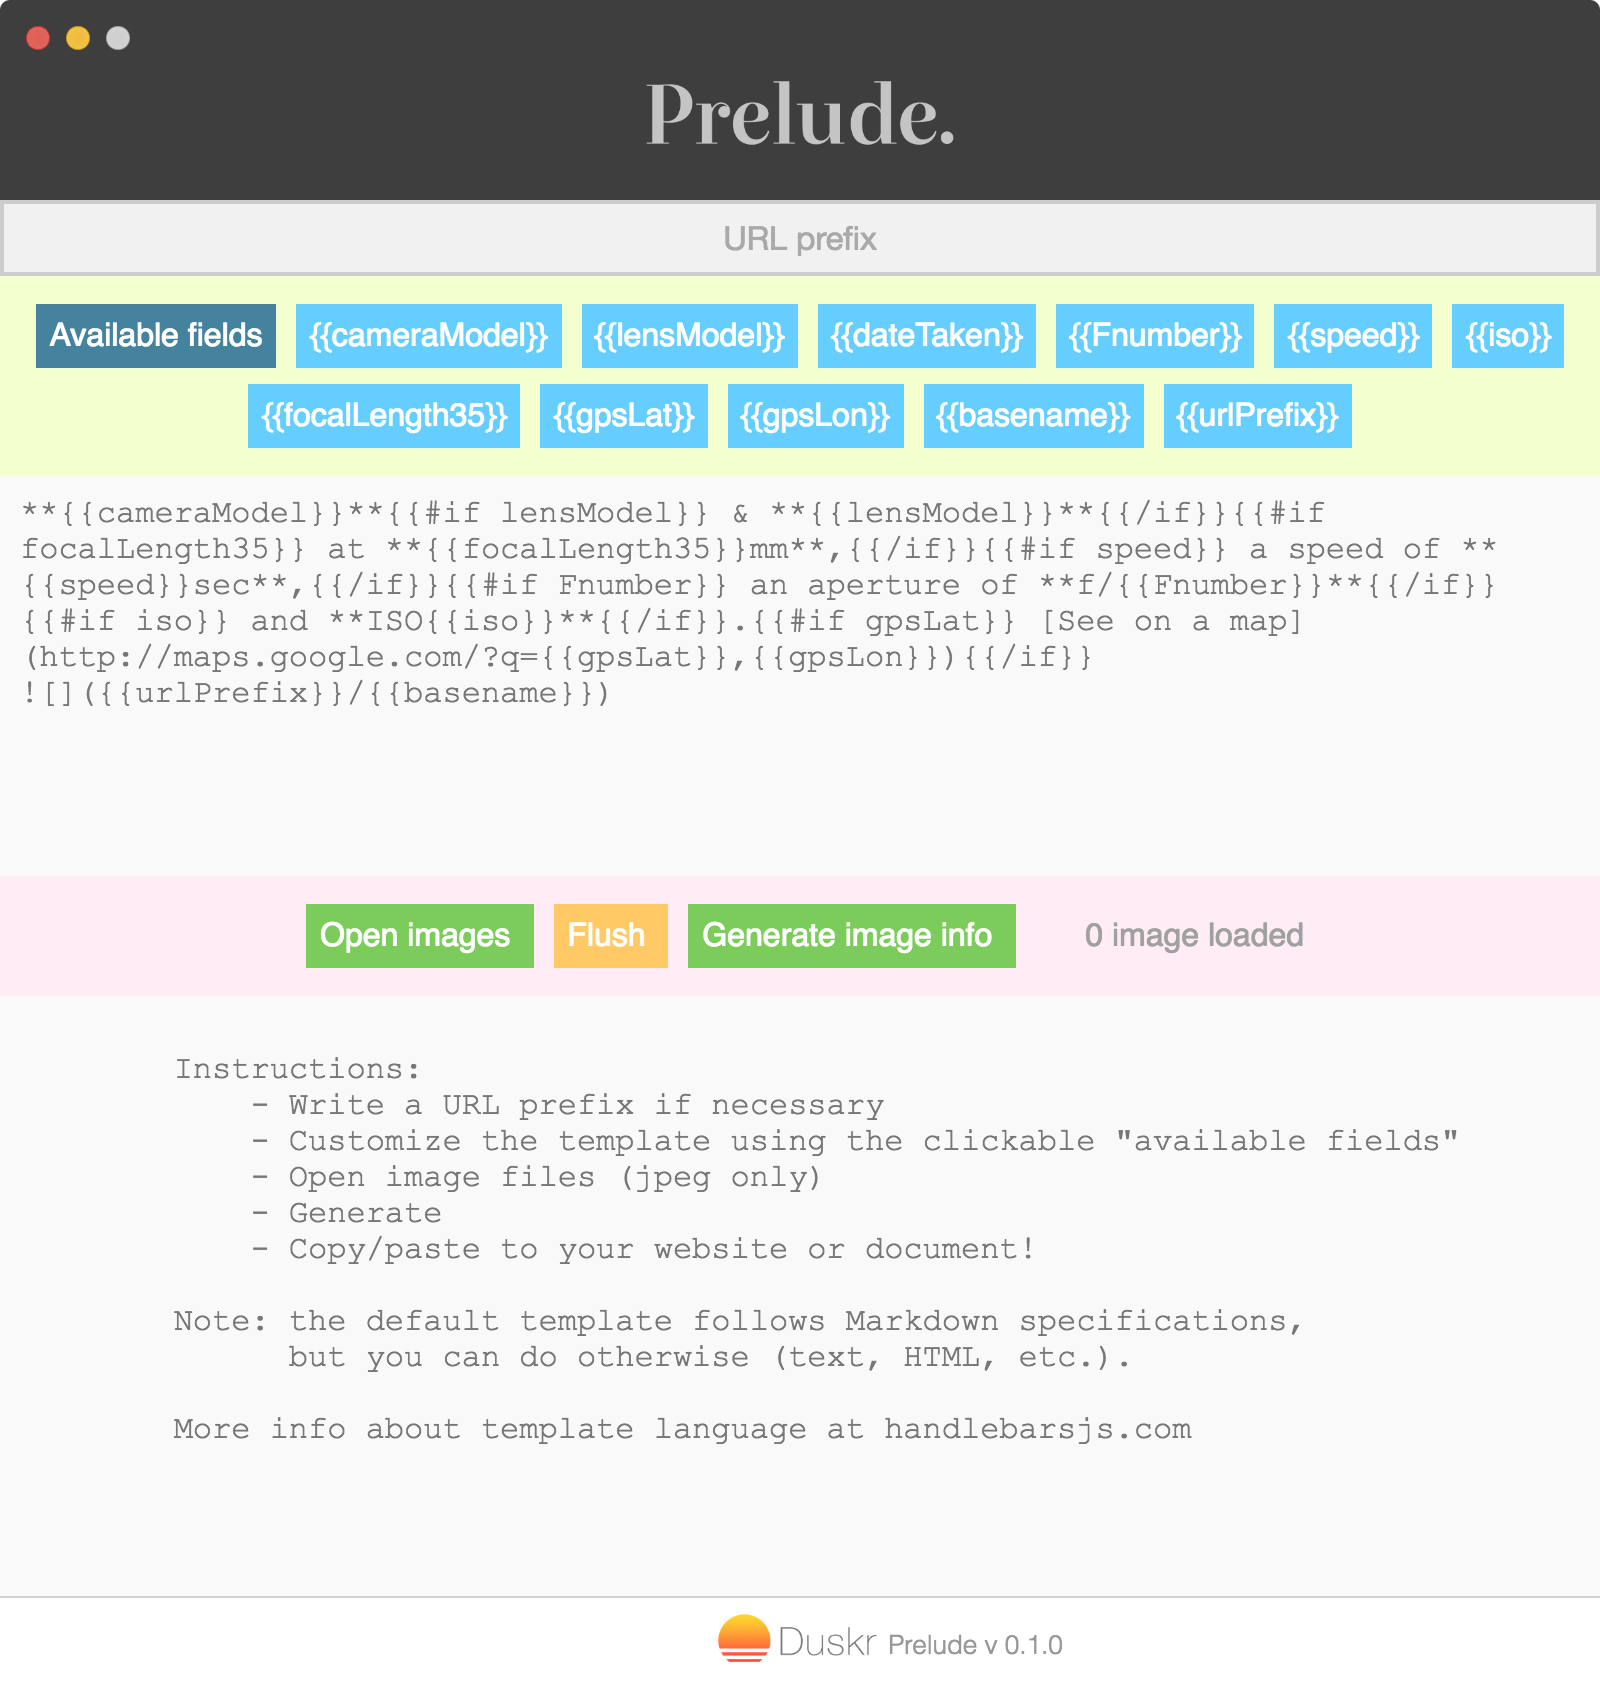 Prelude.
URL prefix
Available fields {{cameraModel}} {{lensModel}} {{dateTaken}} {{Fnumber}} {{speed}} {{iso}}
{{focalLength35}} {{gpsLat}} {{gpsLon}} {{basename}} {{urlPrefix}}
**{{cameraModel}}**{{#if lensModel}} & **{{lensModel}}**{{/if}}{{#if
focalLength35}} at **{{focalLength35}}mm**,{{/if}}{{#if speed}} a speed of **
{{speed}}sec**,{{/if}}{{#if Fnumber}} an aperture of **f/{{Fnumber}}**{{/if}}
{{#if iso}} and **ISO{{iso}}**{{/if}}.{{#if gpsLat}} [See on a map]
(http://maps.google.com/?q={{gpsLat}},{{gpsLon}}){{/if}}
![]({{urlPrefix}}/{{basename}})
Open images Flush Generate image info 0 image loaded
Instructions:
- Write a URL prefix if necessary
- Customize the template using the clickable "available fields"
- Open image files (jpeg only)
- Generate
- Copy/paste to your website or document!
Note: the default template follows Markdown specifications,
but you can do otherwise (text, HTML, etc.).
More info about template language at handlebarsjs.com
Duskr Prelude v 0.1.0